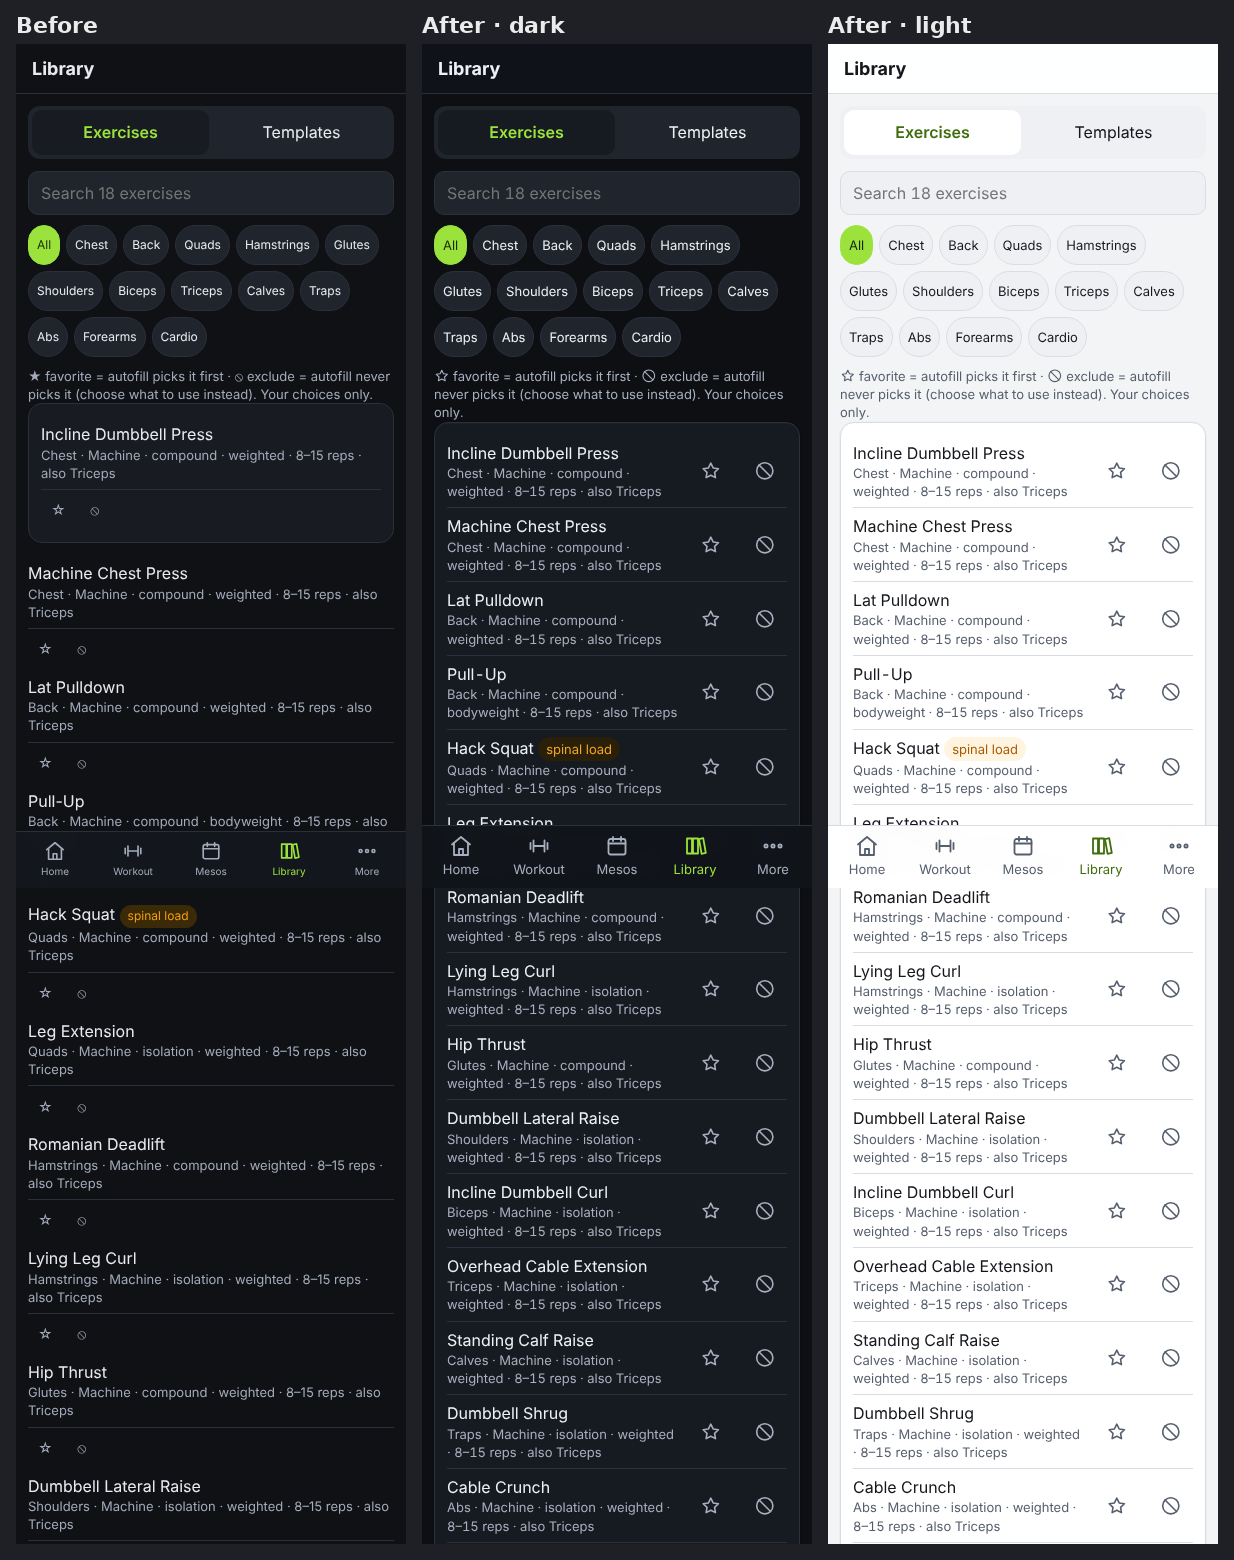 Before
Library
Exercises
Templates
Search 18 exercises
All
Chest
Back
Quads
Hamstrings
Glutes
Shoulders
Biceps
Triceps
Calves
Traps
Abs
Forearms
Cardio
★ favorite = autofill picks it first · 🛇 exclude = autofill never
picks it (choose what to use instead). Your choices only.
Incline Dumbbell Press
Chest · Machine · compound · weighted · 8–15 reps ·
also Triceps
Machine Chest Press
Chest · Machine · compound · weighted · 8–15 reps · also
Triceps
Lat Pulldown
Back · Machine · compound · weighted · 8–15 reps · also
Triceps
Pull-Up
Back · Machine · compound · bodyweight · 8–15 reps · also
Home
Workout
Mesos
Library
More
Hack Squat spinal load
Quads · Machine · compound · weighted · 8–15 reps · also
Triceps
Leg Extension
Quads · Machine · isolation · weighted · 8–15 reps · also
Triceps
Romanian Deadlift
Hamstrings · Machine · compound · weighted · 8–15 reps ·
also Triceps
Lying Leg Curl
Hamstrings · Machine · isolation · weighted · 8–15 reps ·
also Triceps
Hip Thrust
Glutes · Machine · compound · weighted · 8–15 reps · also
Triceps
Dumbbell Lateral Raise
Shoulders · Machine · isolation · weighted · 8–15 reps · also
Triceps
After · dark
Library
Exercises
Templates
Search 18 exercises
All
Chest
Back
Quads
Hamstrings
Glutes
Shoulders
Biceps
Triceps
Calves
Traps
Abs
Forearms
Cardio
favorite = autofill picks it first · exclude = autofill
never picks it (choose what to use instead). Your choices
only.
Incline Dumbbell Press
Chest · Machine · compound ·
weighted · 8–15 reps · also Triceps
Machine Chest Press
Chest · Machine · compound ·
weighted · 8–15 reps · also Triceps
Lat Pulldown
Back · Machine · compound ·
weighted · 8–15 reps · also Triceps
Pull-Up
Back · Machine · compound ·
bodyweight · 8–15 reps · also Triceps
Hack Squat spinal load
Quads · Machine · compound ·
weighted · 8–15 reps · also Triceps
Leg Extension
Home
Workout
Mesos
Library
More
Romanian Deadlift
Hamstrings · Machine · compound ·
weighted · 8–15 reps · also Triceps
Lying Leg Curl
Hamstrings · Machine · isolation ·
weighted · 8–15 reps · also Triceps
Hip Thrust
Glutes · Machine · compound ·
weighted · 8–15 reps · also Triceps
Dumbbell Lateral Raise
Shoulders · Machine · isolation ·
weighted · 8–15 reps · also Triceps
Incline Dumbbell Curl
Biceps · Machine · isolation ·
weighted · 8–15 reps · also Triceps
Overhead Cable Extension
Triceps · Machine · isolation ·
weighted · 8–15 reps · also Triceps
Standing Calf Raise
Calves · Machine · isolation ·
weighted · 8–15 reps · also Triceps
Dumbbell Shrug
Traps · Machine · isolation · weighted
· 8–15 reps · also Triceps
Cable Crunch
Abs · Machine · isolation · weighted ·
8–15 reps · also Triceps
After · light
Library
Exercises
Templates
Search 18 exercises
All
Chest
Back
Quads
Hamstrings
Glutes
Shoulders
Biceps
Triceps
Calves
Traps
Abs
Forearms
Cardio
favorite = autofill picks it first · exclude = autofill
never picks it (choose what to use instead). Your choices
only.
Incline Dumbbell Press
Chest · Machine · compound ·
weighted · 8–15 reps · also Triceps
Machine Chest Press
Chest · Machine · compound ·
weighted · 8–15 reps · also Triceps
Lat Pulldown
Back · Machine · compound ·
weighted · 8–15 reps · also Triceps
Pull-Up
Back · Machine · compound ·
bodyweight · 8–15 reps · also Triceps
Hack Squat spinal load
Quads · Machine · compound ·
weighted · 8–15 reps · also Triceps
Leg Extension
Home
Workout
Mesos
Library
More
Romanian Deadlift
Hamstrings · Machine · compound ·
weighted · 8–15 reps · also Triceps
Lying Leg Curl
Hamstrings · Machine · isolation ·
weighted · 8–15 reps · also Triceps
Hip Thrust
Glutes · Machine · compound ·
weighted · 8–15 reps · also Triceps
Dumbbell Lateral Raise
Shoulders · Machine · isolation ·
weighted · 8–15 reps · also Triceps
Incline Dumbbell Curl
Biceps · Machine · isolation ·
weighted · 8–15 reps · also Triceps
Overhead Cable Extension
Triceps · Machine · isolation ·
weighted · 8–15 reps · also Triceps
Standing Calf Raise
Calves · Machine · isolation ·
weighted · 8–15 reps · also Triceps
Dumbbell Shrug
Traps · Machine · isolation · weighted
· 8–15 reps · also Triceps
Cable Crunch
Abs · Machine · isolation · weighted ·
8–15 reps · also Triceps